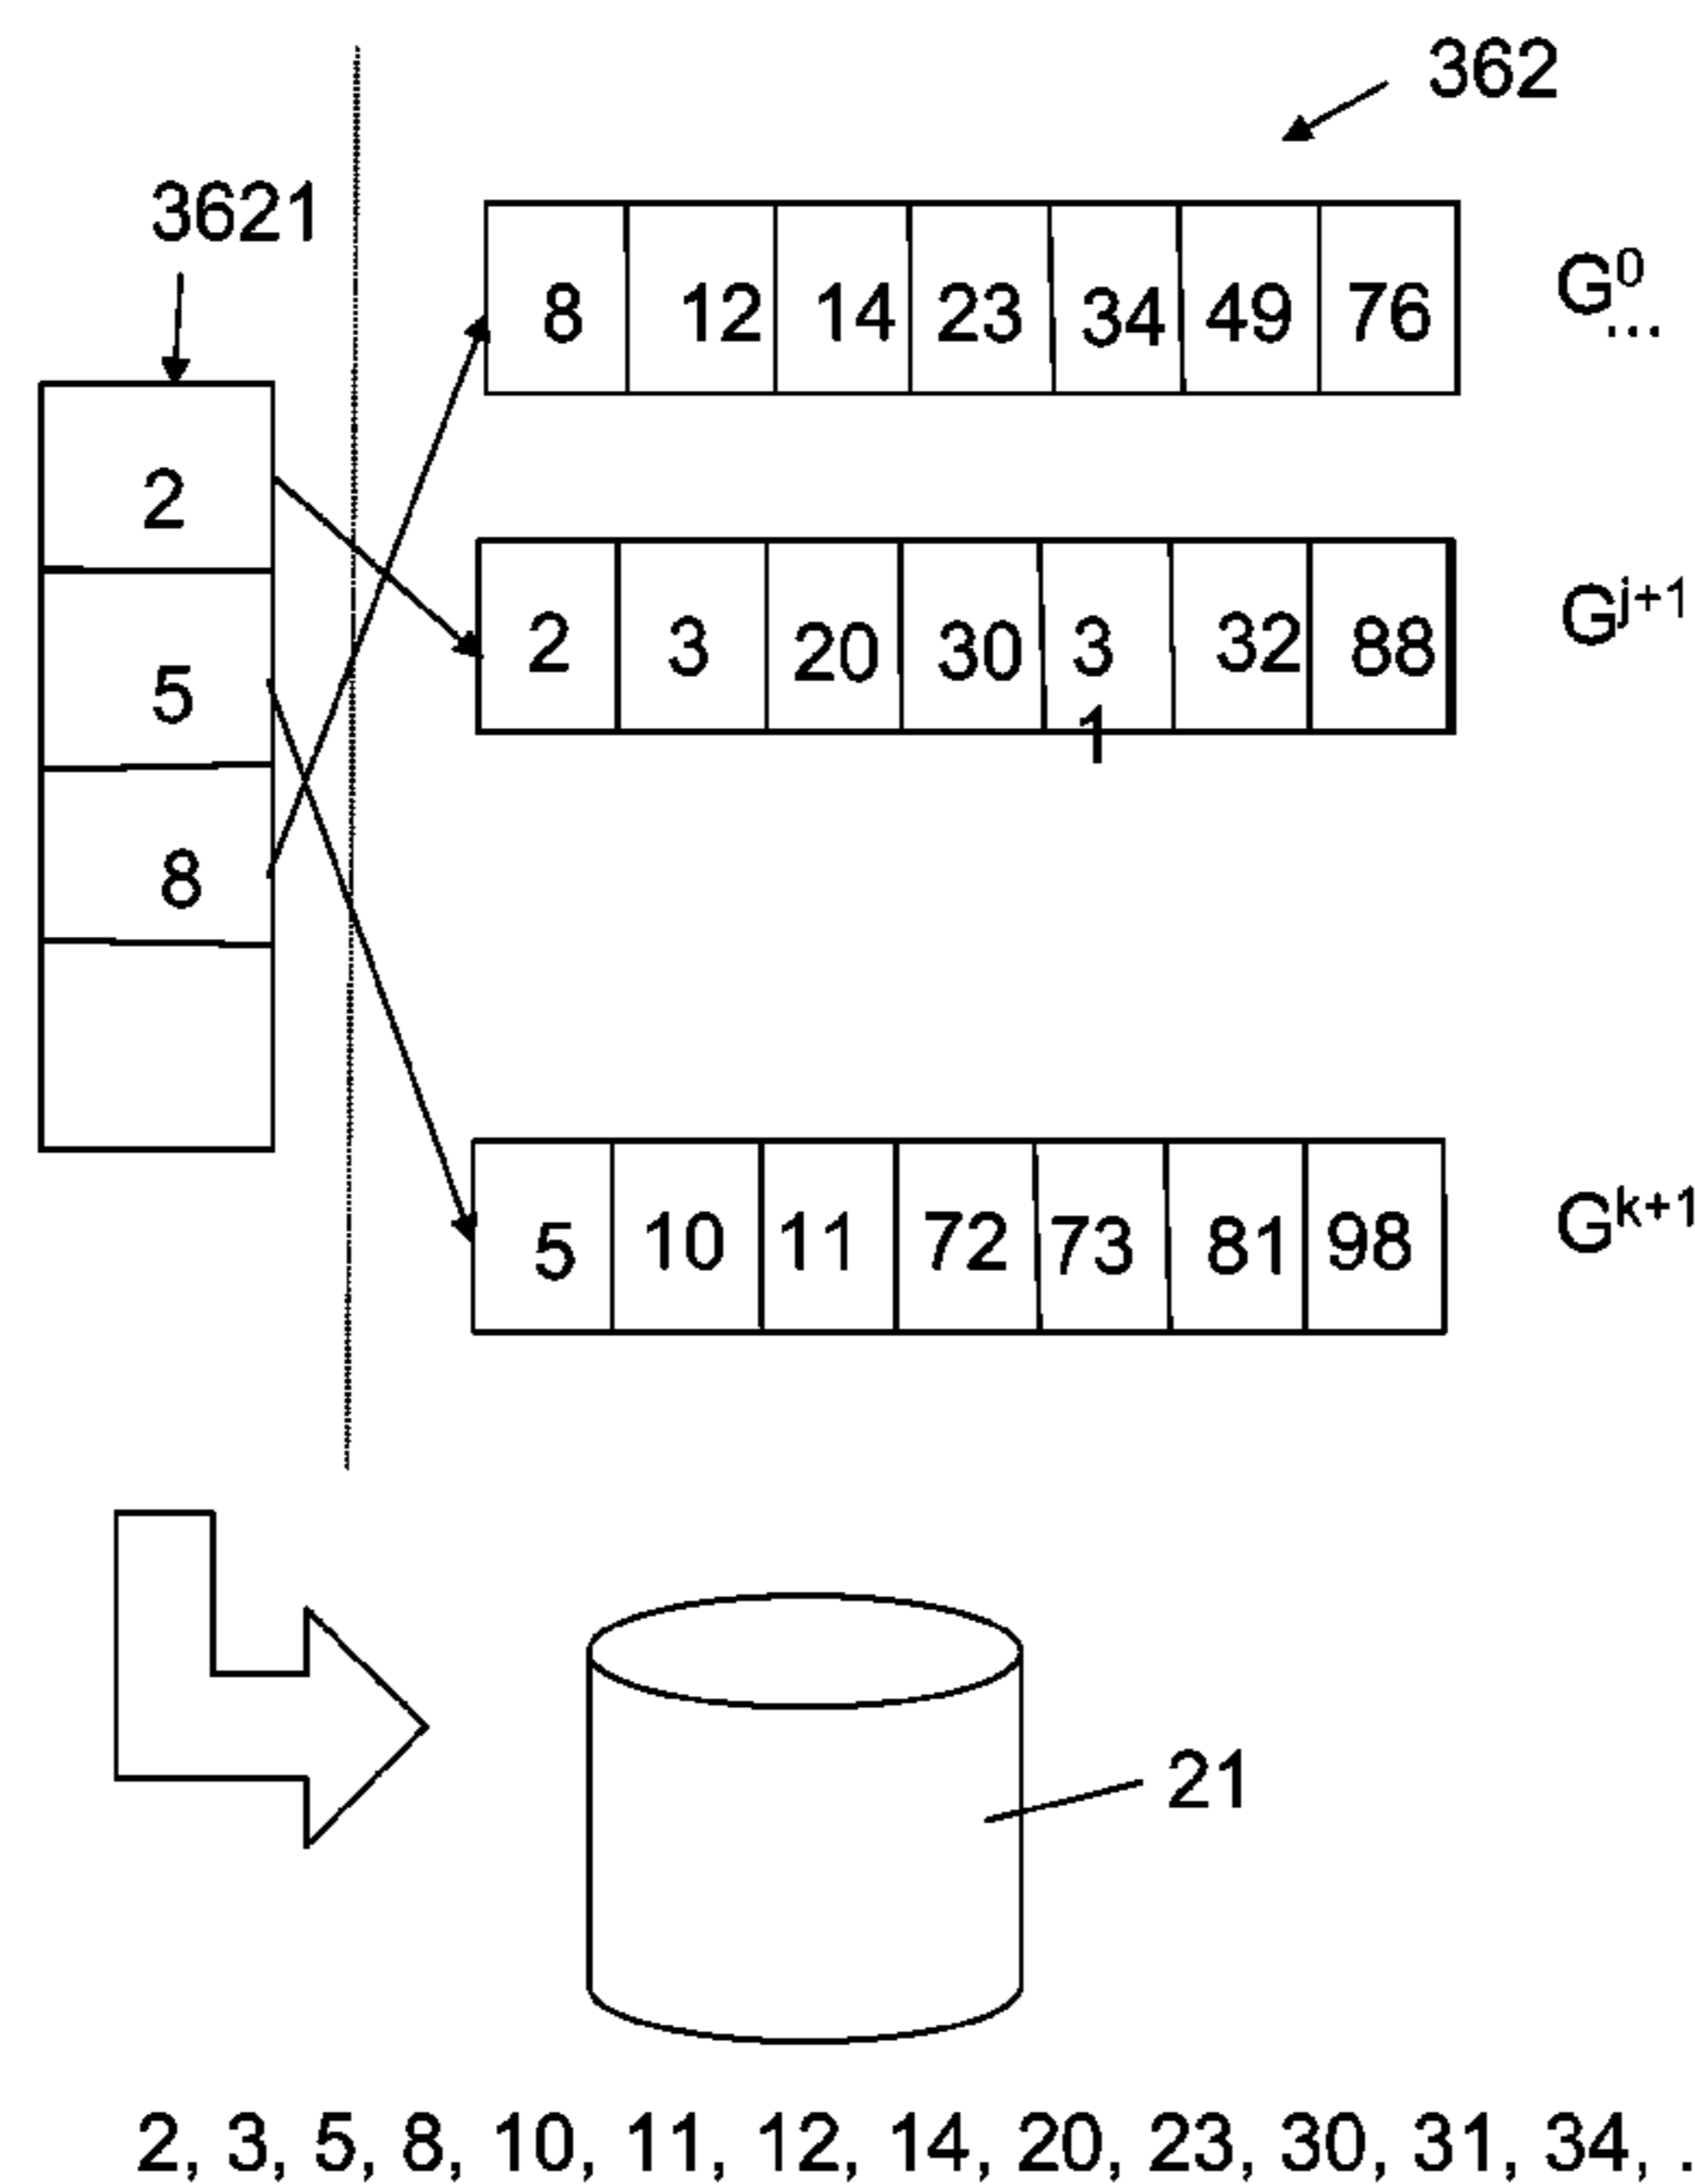 362
3621
8 12 14 23 34 49 76 G⁰
...
2
2 3 20 30 3 32 88 G^{j+1}
1
5
8
5 10 11 72 73 81 98 G^{k+1}
21
2, 3, 5, 8, 10, 11, 12, 14, 20, 23, 30, 31, 34, .